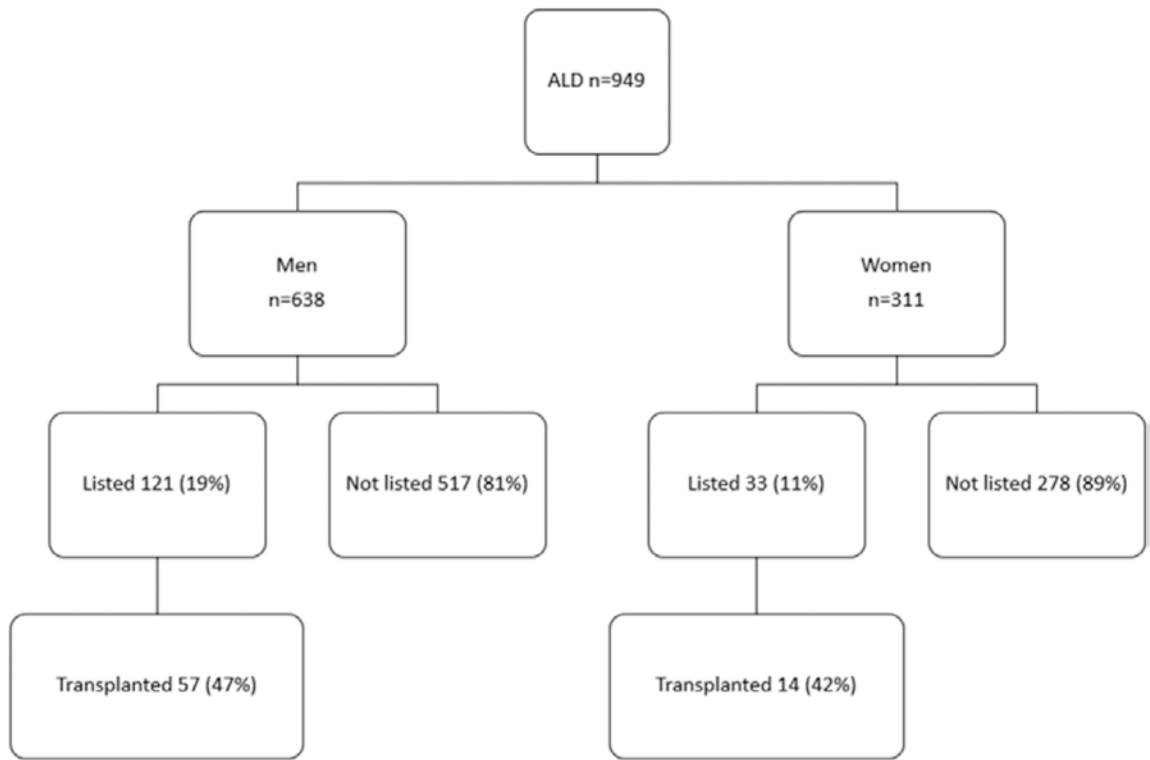 ALD n=949
Men
n=638
Women
n=311
Listed 121 (19%)
Not listed 517 (81%)
Listed 33 (11%)
Not listed 278 (89%)
Transplanted 57 (47%)
Transplanted 14 (42%)